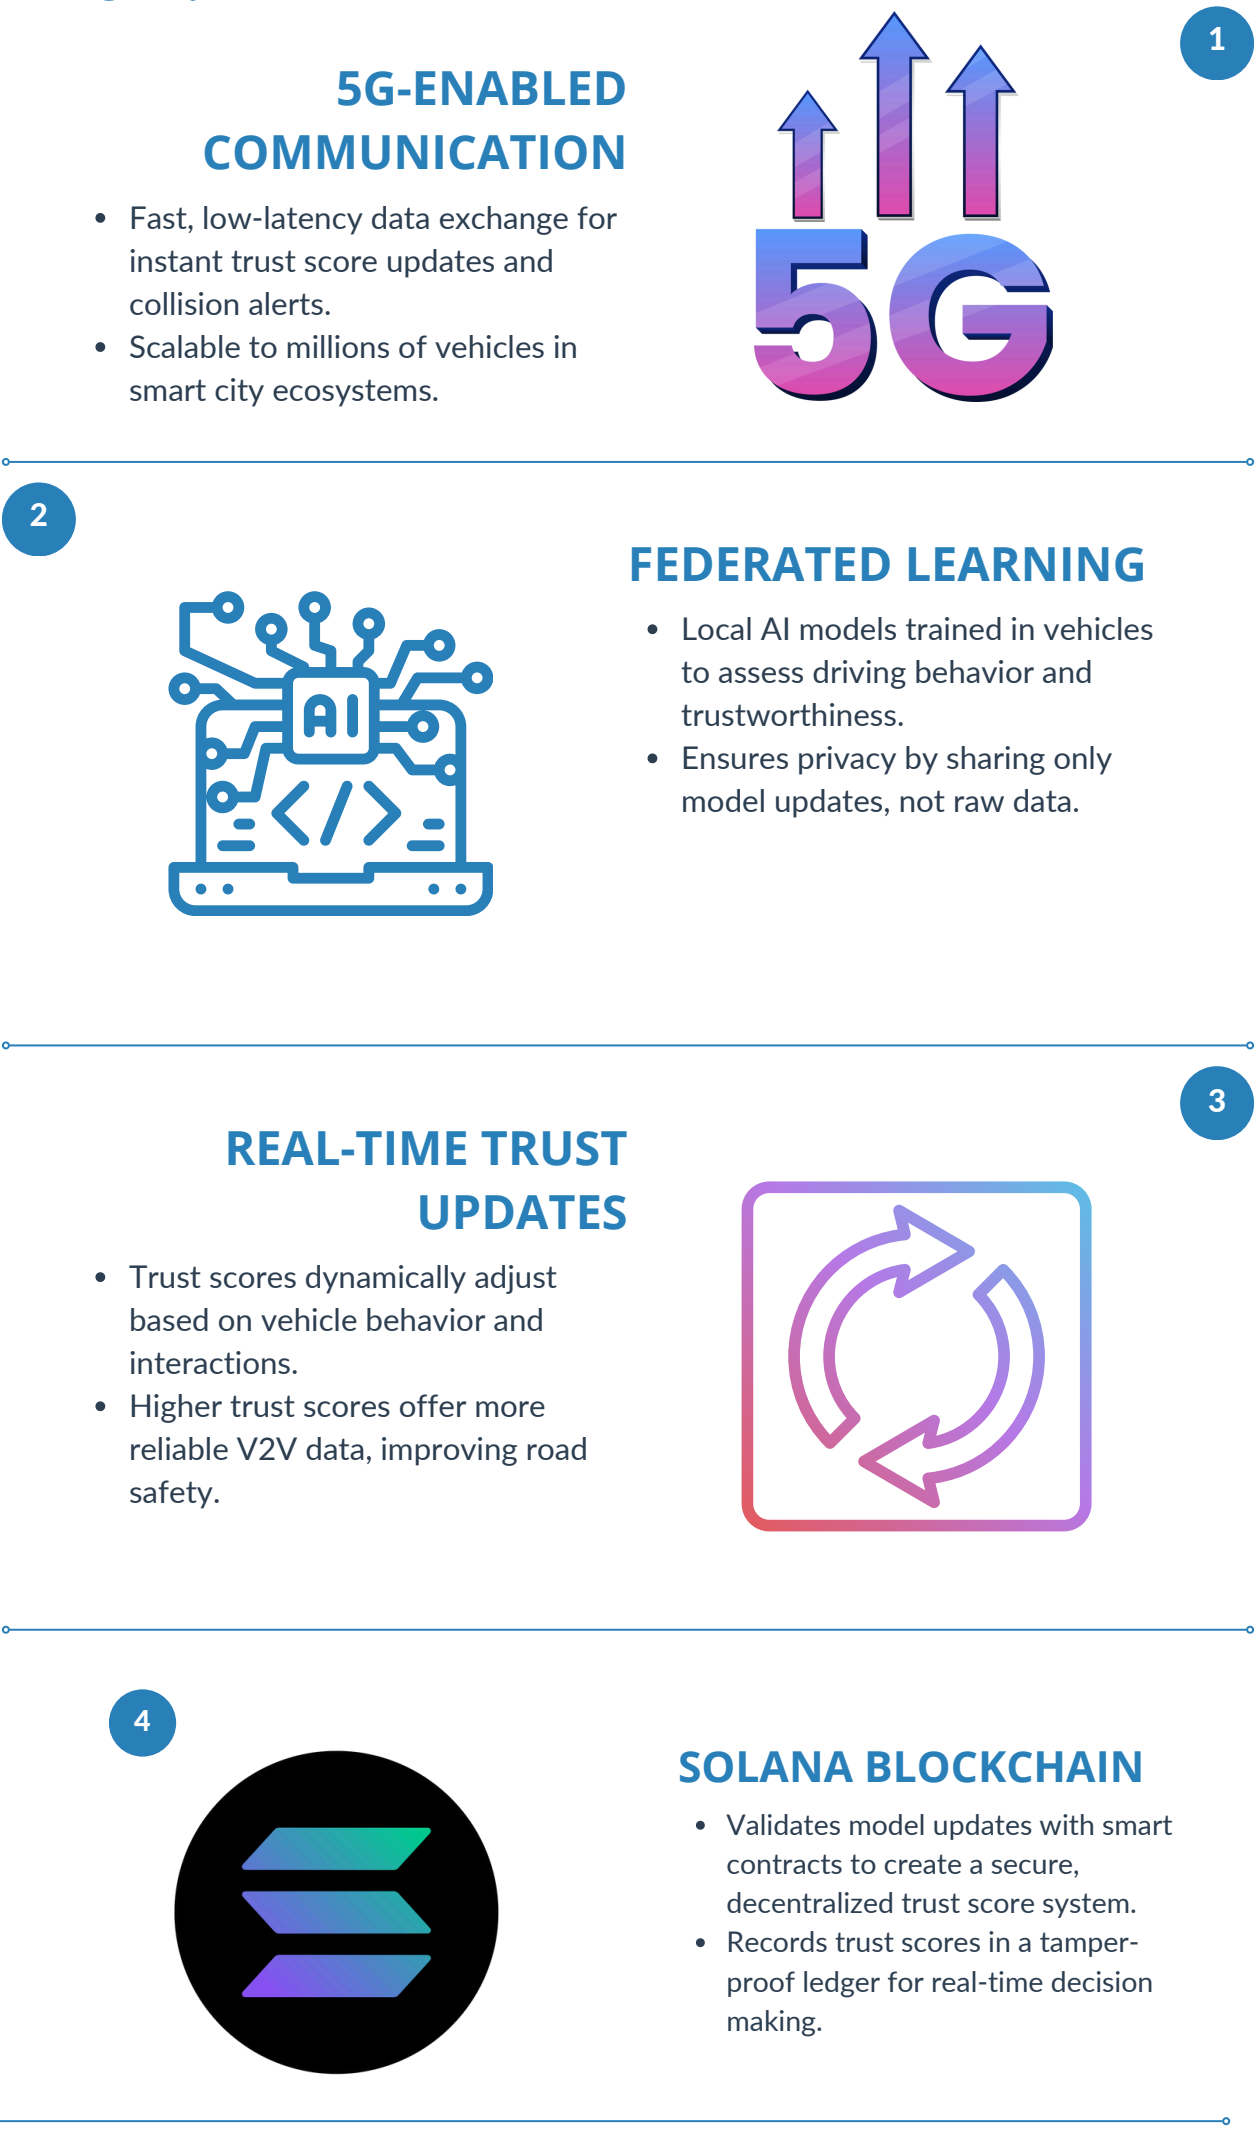 1
5G-ENABLED
COMMUNICATION
• Fast, low-latency data exchange for
instant trust score updates and
collision alerts.
• Scalable to millions of vehicles in
smart city ecosystems.
5G
2
FEDERATED LEARNING
• Local AI models trained in vehicles
to assess driving behavior and
trustworthiness.
• Ensures privacy by sharing only
model updates, not raw data.
AI
</>
3
REAL-TIME TRUST
UPDATES
• Trust scores dynamically adjust
based on vehicle behavior and
interactions.
• Higher trust scores offer more
reliable V2V data, improving road
safety.
4
SOLANA BLOCKCHAIN
• Validates model updates with smart
contracts to create a secure,
decentralized trust score system.
• Records trust scores in a tamper-
proof ledger for real-time decision
making.